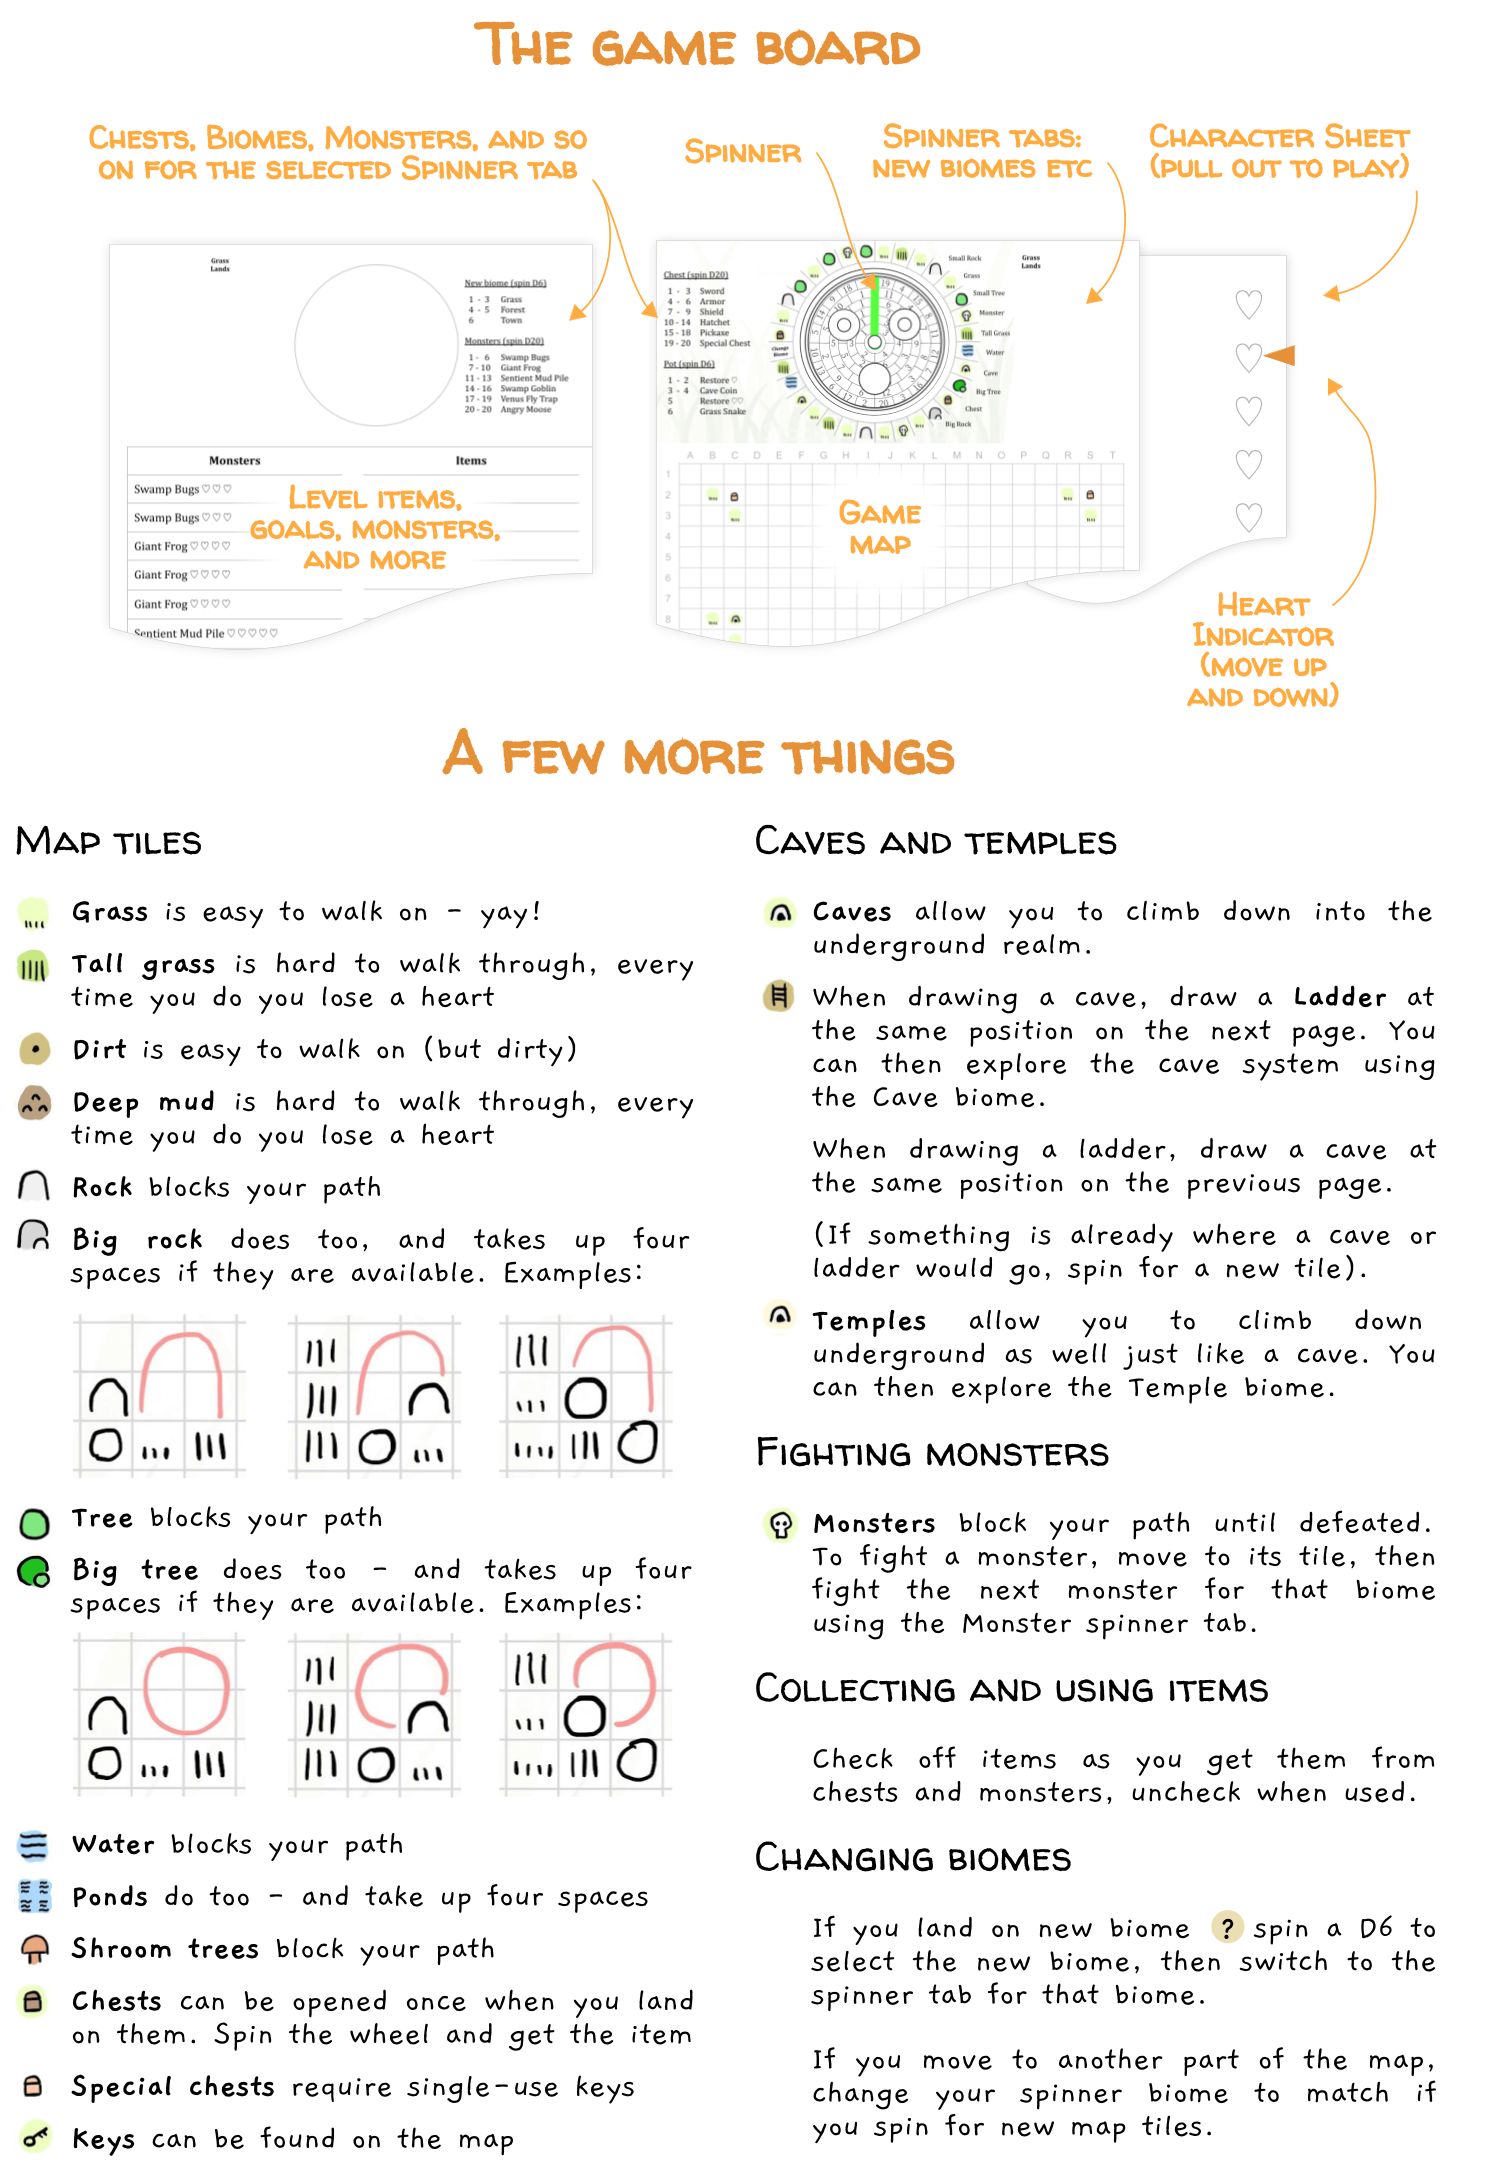 The game board
Chests, Biomes, Monsters, and so
on for the selected Spinner tab
Spinner
Spinner tabs:
new biomes etc
Character Sheet
(pull out to play)
Grass
Lands
New biome (spin D6)
1 - 3 Grass
4 - 5 Forest
6 Town
Monsters (spin D20)
1 - 6 Swamp Bugs
7 - 10 Giant Frog
11 - 13 Sentient Mud Pile
14 - 16 Swamp Goblin
17 - 19 Venus Fly Trap
20 - 20 Angry Moose
Monsters Items
Swamp Bugs ♡♡♡
Swamp Bugs ♡♡♡
Giant Frog ♡♡♡♡
Giant Frog ♡♡♡♡
Giant Frog ♡♡♡♡
Sentient Mud Pile ♡♡♡♡♡
Level items,
goals, monsters,
and more
Chest (spin D20)
1 - 3 Sword
4 - 6 Armor
7 - 9 Shield
10 - 14 Hatchet
15 - 18 Pickaxe
19 - 20 Special Chest
Pot (spin D6)
1 - 2 Restore ♡
3 - 4 Cave Coin
5 Restore ♡♡
6 Grass Snake
Change
Biome
Small Rock
Grass
Small Tree
Monster
Tall Grass
Water
Cave
Big Tree
Chest
Big Rock
Grass
Lands
A B C D E F G H I J K L M N O P Q R S T
1
2
3
4
5
6
7
8
Game
map
Heart
Indicator
(move up
and down)
A few more things
Map tiles
Grass is easy to walk on - yay!
Tall grass is hard to walk through, every
time you do you lose a heart
Dirt is easy to walk on (but dirty)
Deep mud is hard to walk through, every
time you do you lose a heart
Rock blocks your path
Big rock does too, and takes up four
spaces if they are available. Examples:
Tree blocks your path
Big tree does too - and takes up four
spaces if they are available. Examples:
Water blocks your path
Ponds do too - and take up four spaces
Shroom trees block your path
Chests can be opened once when you land
on them. Spin the wheel and get the item
Special chests require single-use keys
Keys can be found on the map
Caves and temples
Caves allow you to climb down into the
underground realm.
When drawing a cave, draw a Ladder at
the same position on the next page. You
can then explore the cave system using
the Cave biome.
When drawing a ladder, draw a cave at
the same position on the previous page.
(If something is already where a cave or
ladder would go, spin for a new tile).
Temples allow you to climb down
underground as well just like a cave. You
can then explore the Temple biome.
Fighting monsters
Monsters block your path until defeated.
To fight a monster, move to its tile, then
fight the next monster for that biome
using the Monster spinner tab.
Collecting and using items
Check off items as you get them from
chests and monsters, uncheck when used.
Changing biomes
If you land on new biome ? spin a D6 to
select the new biome, then switch to the
spinner tab for that biome.
If you move to another part of the map,
change your spinner biome to match if
you spin for new map tiles.